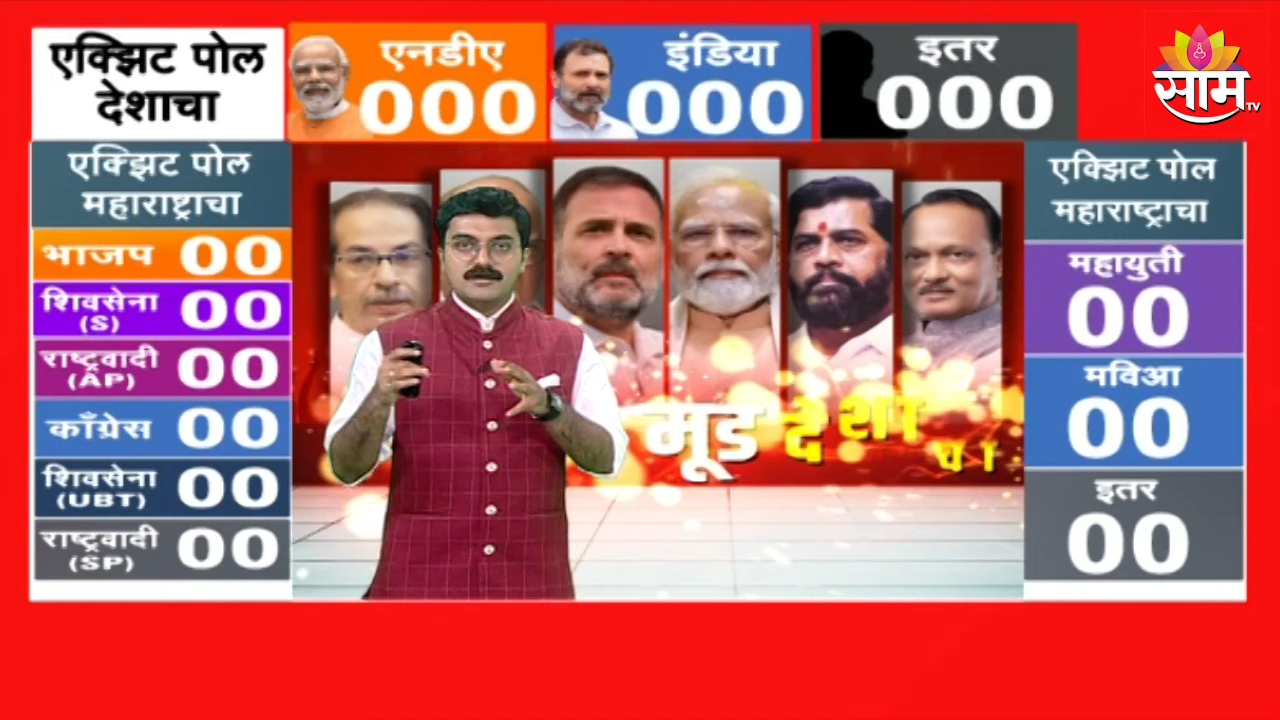 एक्झिट पोल
देशाचा
एनडीए
000
इंडिया
000
इतर
000
साम
TV
एक्झिट पोल
महाराष्ट्राचा
भाजप 00
शिवसेना
(S)
00
राष्ट्रवादी
(AP)
00
काँग्रेस 00
शिवसेना
(UBT)
00
राष्ट्रवादी
(SP)
00
मूड देशा
चा
एक्झिट पोल
महाराष्ट्राचा
महायुती
00
मविआ
00
इतर
00